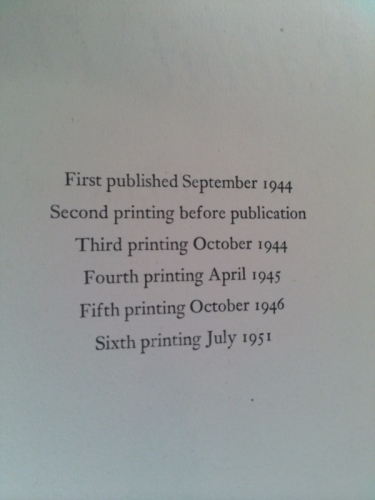 First published September 1944
Second printing before publication
Third printing October 1944
Fourth printing April 1945
Fifth printing October 1946
Sixth printing July 1951